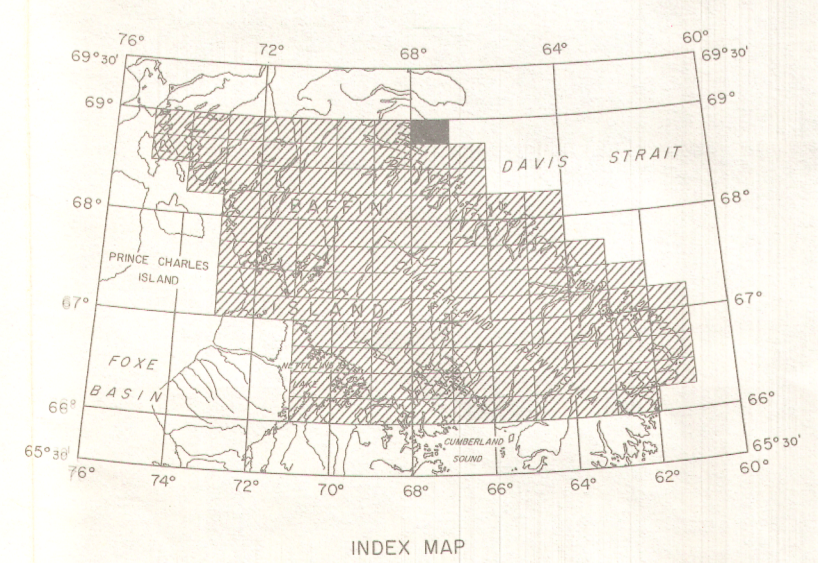 76°
72°
68°
64°
60°
69° 30'
69° 30'
69°
69°
DAVIS STRAIT
68°
68°
BAFFIN
PRINCE CHARLES
ISLAND
CUMBERLAND
67°
67°
ISLAND
FOXE
BASIN
NETTILLING
LAKE
PENIN
66°
66°
65° 30'
65° 30'
CUMBERLAND
SOUND
76°
74°
72°
70°
68°
66°
64°
62°
60°
INDEX MAP